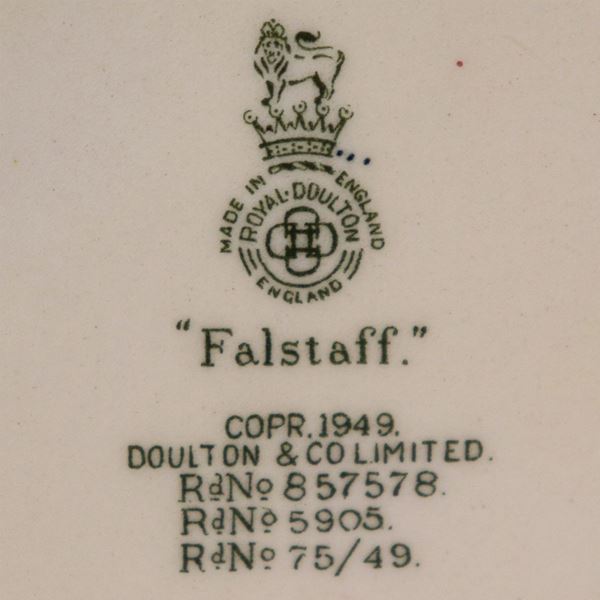 MADE IN ENGLAND
ROYAL·DOULTON
ENGLAND
"Falstaff."
COPR. 1949.
DOULTON & CO LIMITED.
RdNo 857578.
RdNo 5905.
RdNo 75/49.